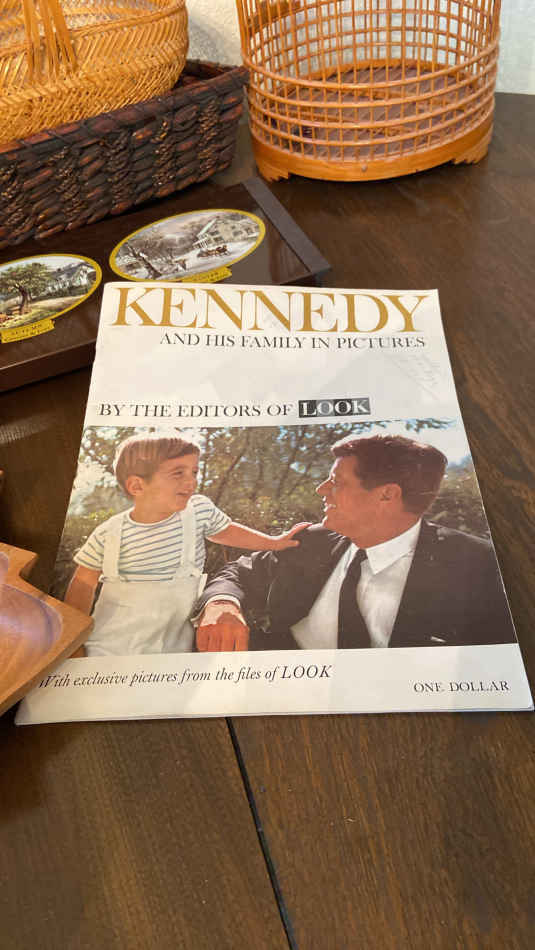 KENNEDY
AND HIS FAMILY IN PICTURES
BY THE EDITORS OF LOOK
With exclusive pictures from the files of LOOK
ONE DOLLAR
AUTUMN